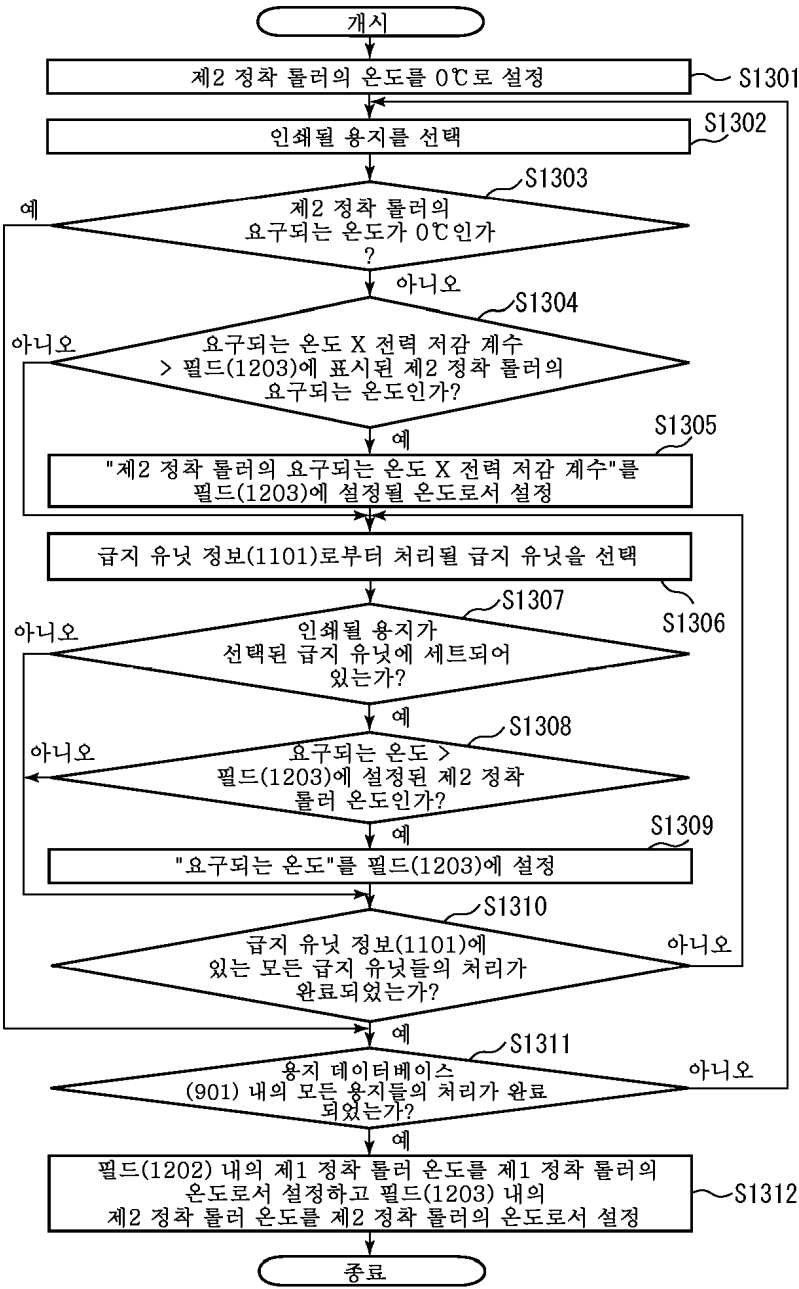 개시
제2 정착 롤러의 온도를 0℃로 설정
S1301
S1302
인쇄될 용지를 선택
S1303
예
제2 정착 롤러의
요구되는 온도가 0℃인가
?
아니오
S1304
아니오
요구되는 온도 X 전력 저감 계수
> 필드(1203)에 표시된 제2 정착 롤러의
요구되는 온도인가?
예
S1305
"제2 정착 롤러의 요구되는 온도 X 전력 저감 계수"를
필드(1203)에 설정될 온도로서 설정
급지 유닛 정보(1101)로부터 처리될 급지 유닛을 선택
S1306
S1307
아니오
인쇄될 용지가
선택된 급지 유닛에 세트되어
있는가?
예
S1308
아니오
요구되는 온도 >
필드(1203)에 설정된 제2 정착
롤러 온도인가?
예
S1309
"요구되는 온도"를 필드(1203)에 설정
S1310
급지 유닛 정보(1101)에
있는 모든 급지 유닛들의 처리가
완료되었는가?
아니오
예
S1311
용지 데이터베이스
(901) 내의 모든 용지들의 처리가 완료
되었는가?
아니오
예
필드(1202) 내의 제1 정착 롤러 온도를 제1 정착 롤러의
온도로서 설정하고 필드(1203) 내의
제2 정착 롤러 온도를 제2 정착 롤러의 온도로서 설정
S1312
종료